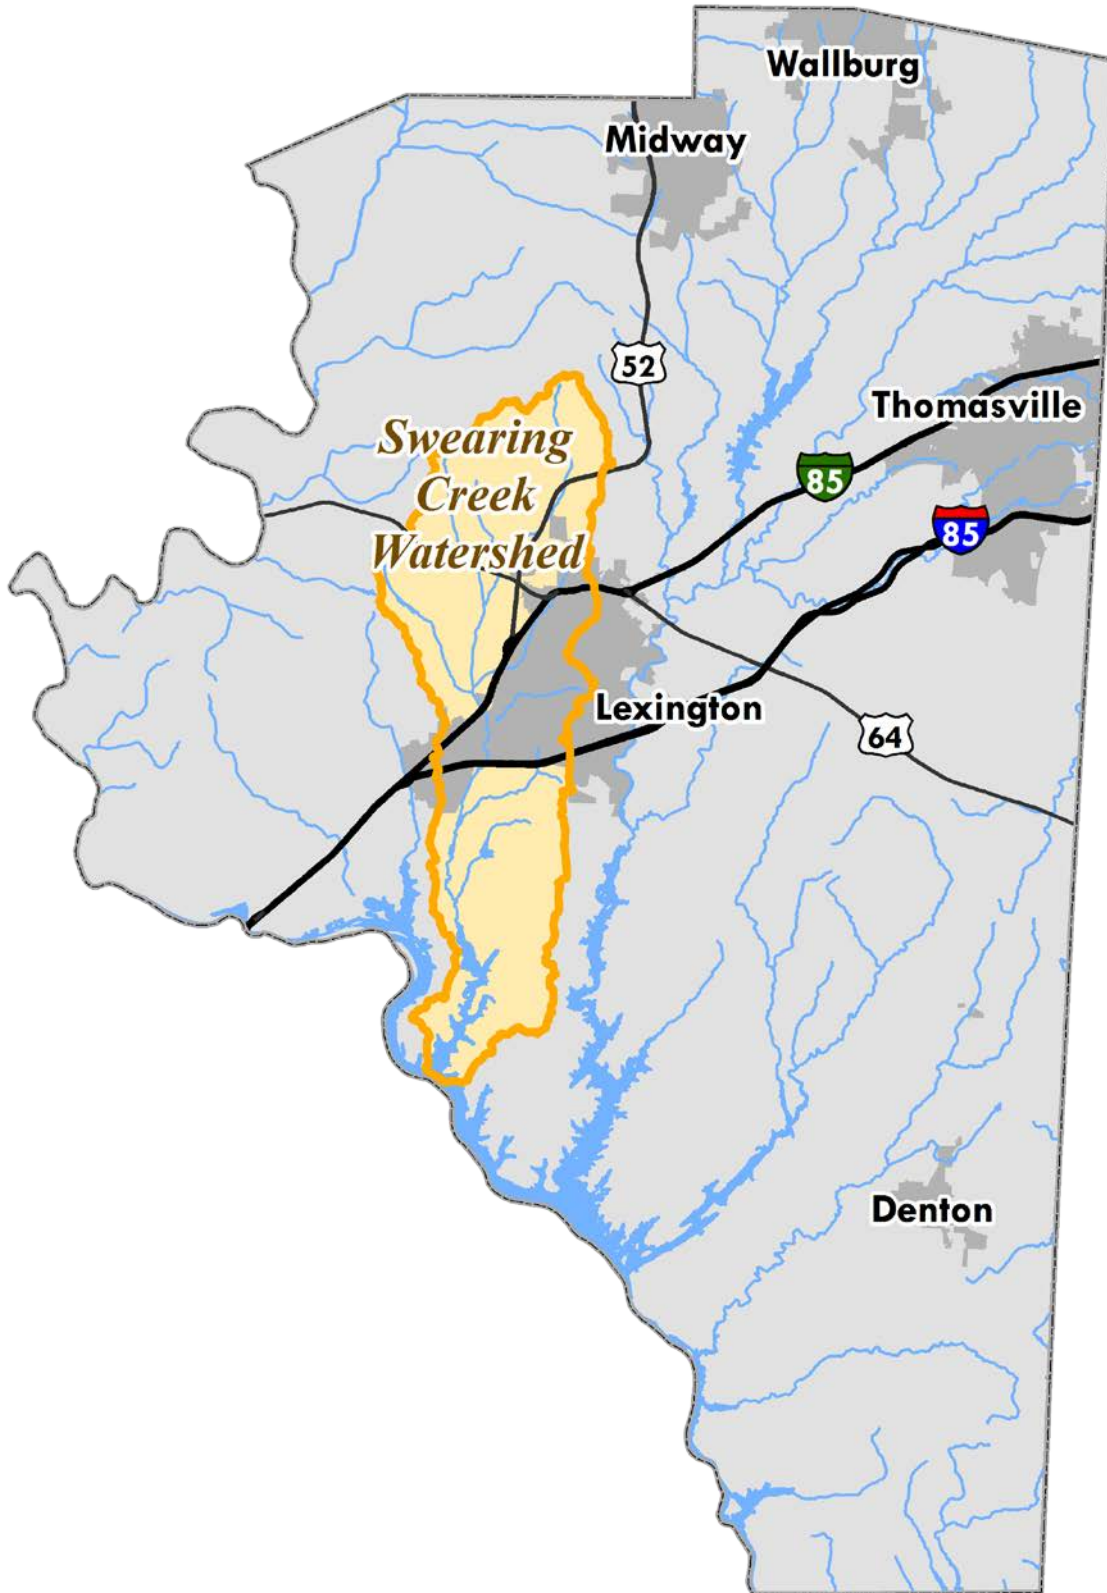 Wallburg
Midway
52
Thomasville
Swearing
Creek
Watershed
85
85
Lexington
64
Denton